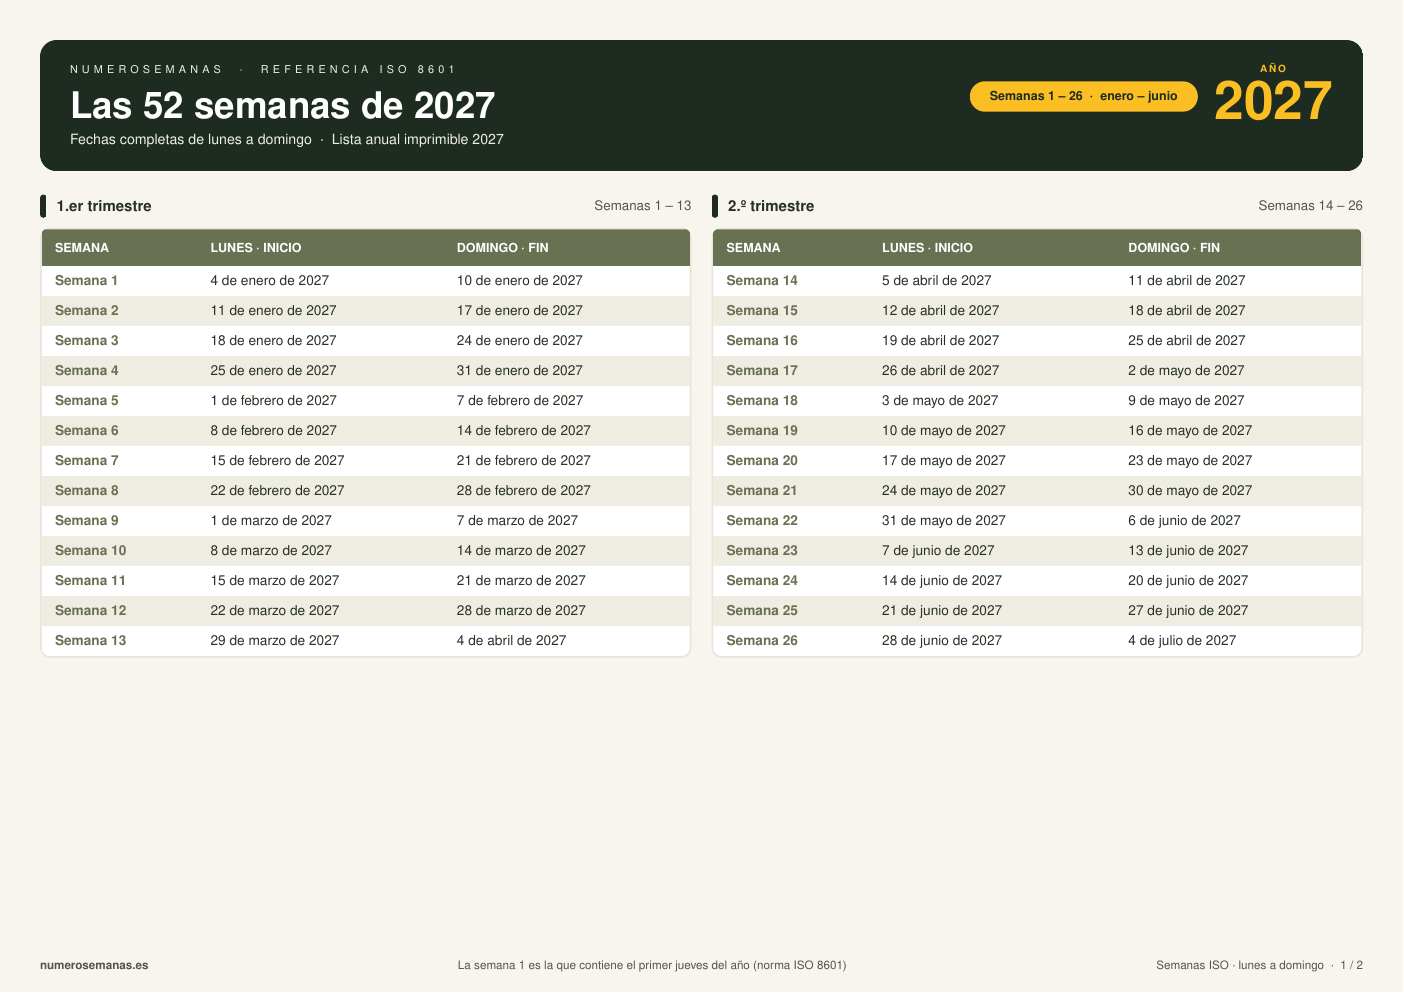 NUMEROSEMANAS · REFERENCIA ISO 8601
Las 52 semanas de 2027
Fechas completas de lunes a domingo · Lista anual imprimible 2027
Semanas 1 – 26 · enero – junio
AÑO
2027
1.er trimestre
Semanas 1 – 13
SEMANA LUNES · INICIO DOMINGO · FIN
Semana 1 4 de enero de 2027 10 de enero de 2027
Semana 2 11 de enero de 2027 17 de enero de 2027
Semana 3 18 de enero de 2027 24 de enero de 2027
Semana 4 25 de enero de 2027 31 de enero de 2027
Semana 5 1 de febrero de 2027 7 de febrero de 2027
Semana 6 8 de febrero de 2027 14 de febrero de 2027
Semana 7 15 de febrero de 2027 21 de febrero de 2027
Semana 8 22 de febrero de 2027 28 de febrero de 2027
Semana 9 1 de marzo de 2027 7 de marzo de 2027
Semana 10 8 de marzo de 2027 14 de marzo de 2027
Semana 11 15 de marzo de 2027 21 de marzo de 2027
Semana 12 22 de marzo de 2027 28 de marzo de 2027
Semana 13 29 de marzo de 2027 4 de abril de 2027
2.º trimestre
Semanas 14 – 26
SEMANA LUNES · INICIO DOMINGO · FIN
Semana 14 5 de abril de 2027 11 de abril de 2027
Semana 15 12 de abril de 2027 18 de abril de 2027
Semana 16 19 de abril de 2027 25 de abril de 2027
Semana 17 26 de abril de 2027 2 de mayo de 2027
Semana 18 3 de mayo de 2027 9 de mayo de 2027
Semana 19 10 de mayo de 2027 16 de mayo de 2027
Semana 20 17 de mayo de 2027 23 de mayo de 2027
Semana 21 24 de mayo de 2027 30 de mayo de 2027
Semana 22 31 de mayo de 2027 6 de junio de 2027
Semana 23 7 de junio de 2027 13 de junio de 2027
Semana 24 14 de junio de 2027 20 de junio de 2027
Semana 25 21 de junio de 2027 27 de junio de 2027
Semana 26 28 de junio de 2027 4 de julio de 2027
numerosemanas.es
La semana 1 es la que contiene el primer jueves del año (norma ISO 8601)
Semanas ISO · lunes a domingo · 1 / 2